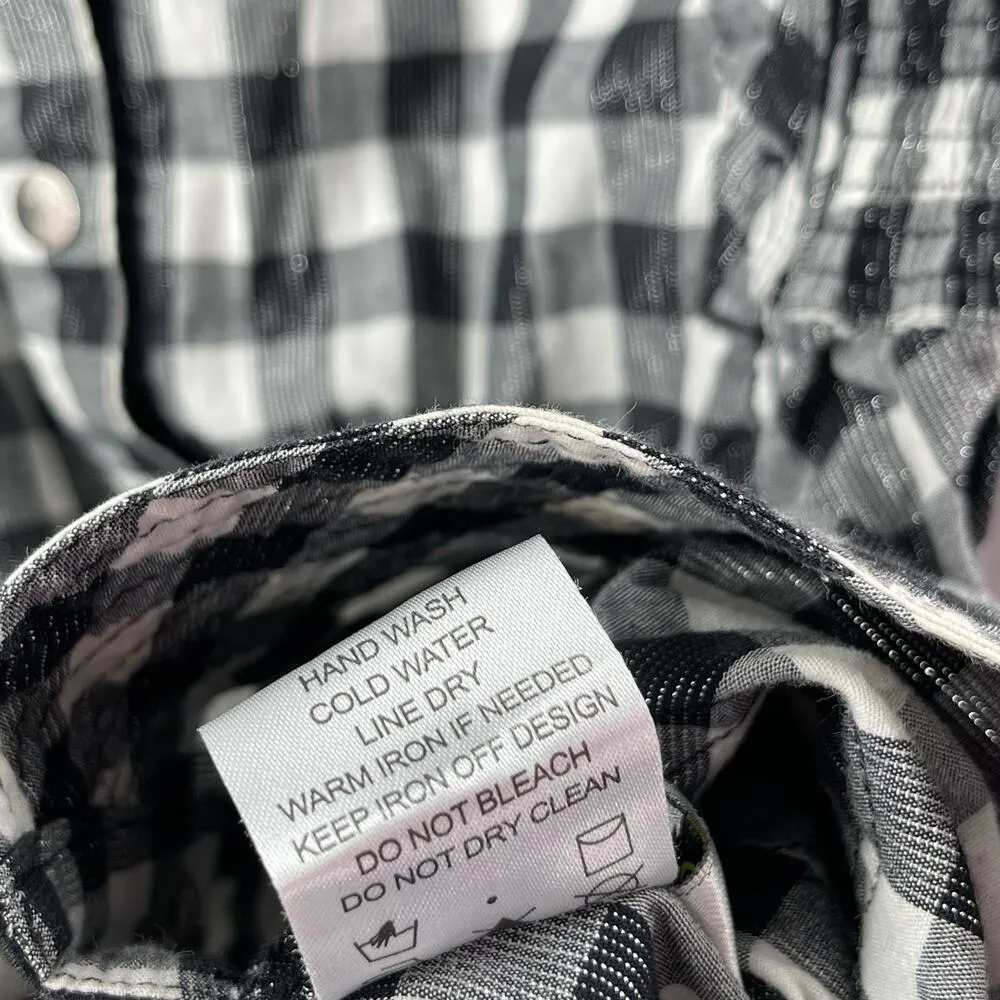 HAND WASH
COLD WATER
LINE DRY
WARM IRON IF NEEDED
KEEP IRON OFF DESIGN
DO NOT BLEACH
DO NOT DRY CLEAN